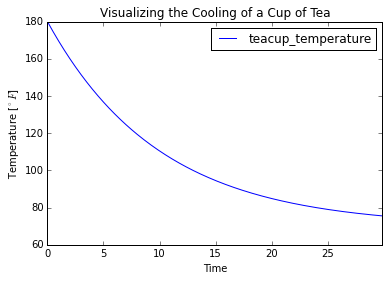 Visualizing the Cooling of a Cup of Tea
teacup_temperature
Temperature [°F]
180
160
140
120
100
80
60
0 5 10 15 20 25
Time